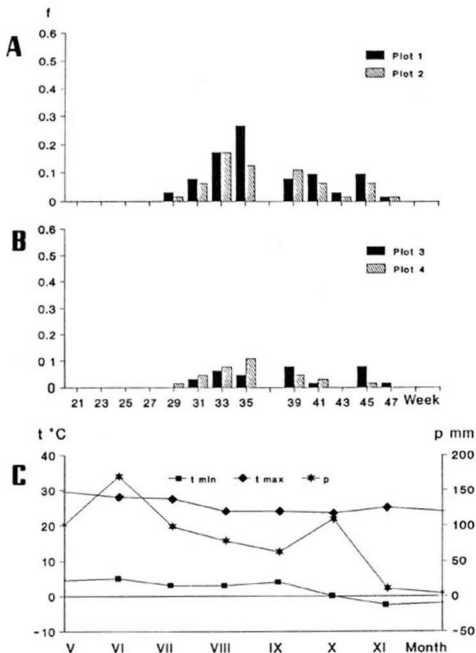 f
A
0.6
0.5
0.4
0.3
0.2
0.1
0
Plot 1
Plot 2
B
0.6
0.5
0.4
0.3
0.2
0 1
0
Plot 3
Plot 4
21 23 25 27 29 31 33 35 39 41 43 45 47 Week
t °C
p mm
C
40
30
20
10
0
-10
t min t max p
200
150
100
50
0
-50
V VI VII VIII IX X XI Month